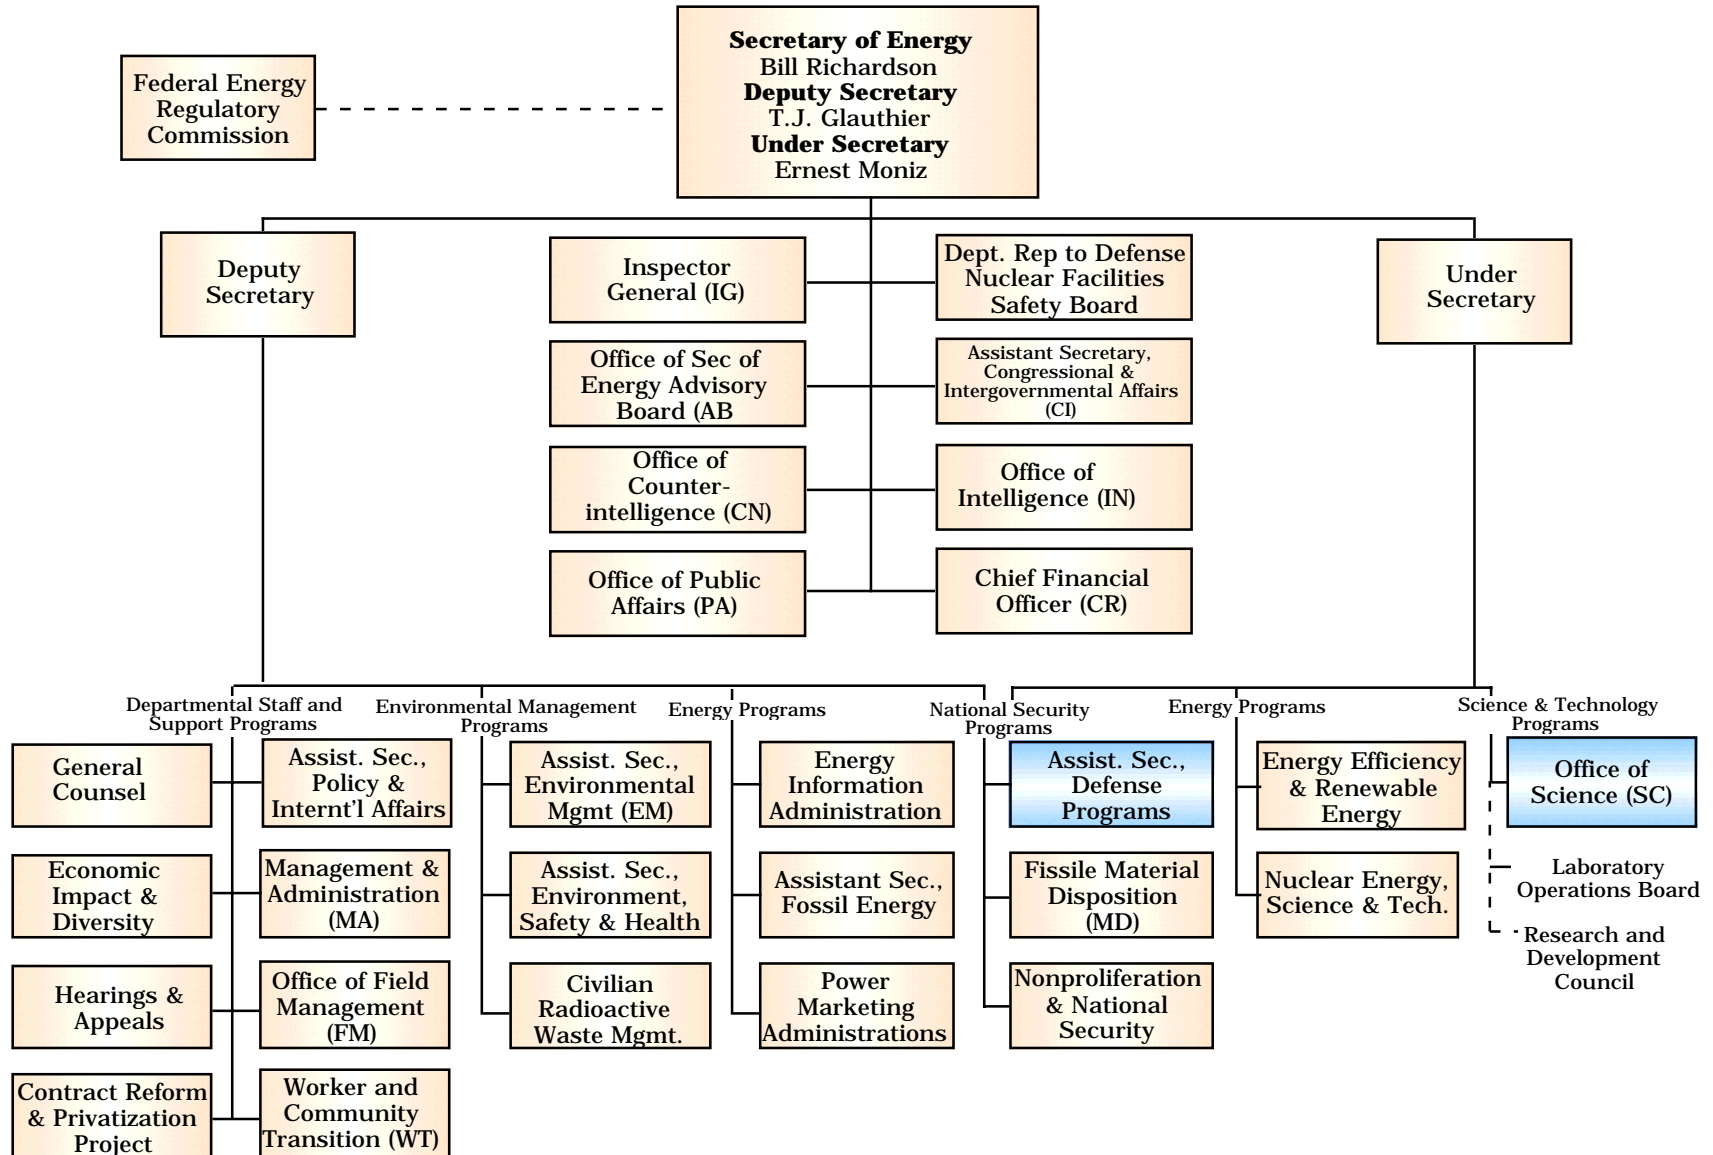 Secretary of Energy
Bill Richardson
Deputy Secretary
T.J. Glauthier
Under Secretary
Ernest Moniz
Federal Energy
Regulatory
Commission
Deputy
Secretary
Inspector
General (IG)
Dept. Rep to Defense
Nuclear Facilities
Safety Board
Under
Secretary
Office of Sec of
Energy Advisory
Board (AB
Assistant Secretary,
Congressional &
Intergovernmental Affairs
(CI)
Office of
Counter-
intelligence (CN)
Office of
Intelligence (IN)
Office of Public
Affairs (PA)
Chief Financial
Officer (CR)
Departmental Staff and
Support Programs
Environmental Management
Programs
Energy Programs
National Security
Programs
Energy Programs
Science & Technology
Programs
General
Counsel
Assist. Sec.,
Policy &
Internt'l Affairs
Assist. Sec.,
Environmental
Mgmt (EM)
Energy
Information
Administration
Assist. Sec.,
Defense
Programs
Energy Efficiency
& Renewable
Energy
Office of
Science (SC)
Economic
Impact &
Diversity
Management &
Administration
(MA)
Assist. Sec.,
Environment,
Safety & Health
Assistant Sec.,
Fossil Energy
Fissile Material
Disposition
(MD)
Nuclear Energy,
Science & Tech.
Laboratory
Operations Board
Research and
Development
Council
Hearings &
Appeals
Office of Field
Management
(FM)
Civilian
Radioactive
Waste Mgmt.
Power
Marketing
Administrations
Nonproliferation
& National
Security
Contract Reform
& Privatization
Project
Worker and
Community
Transition (WT)